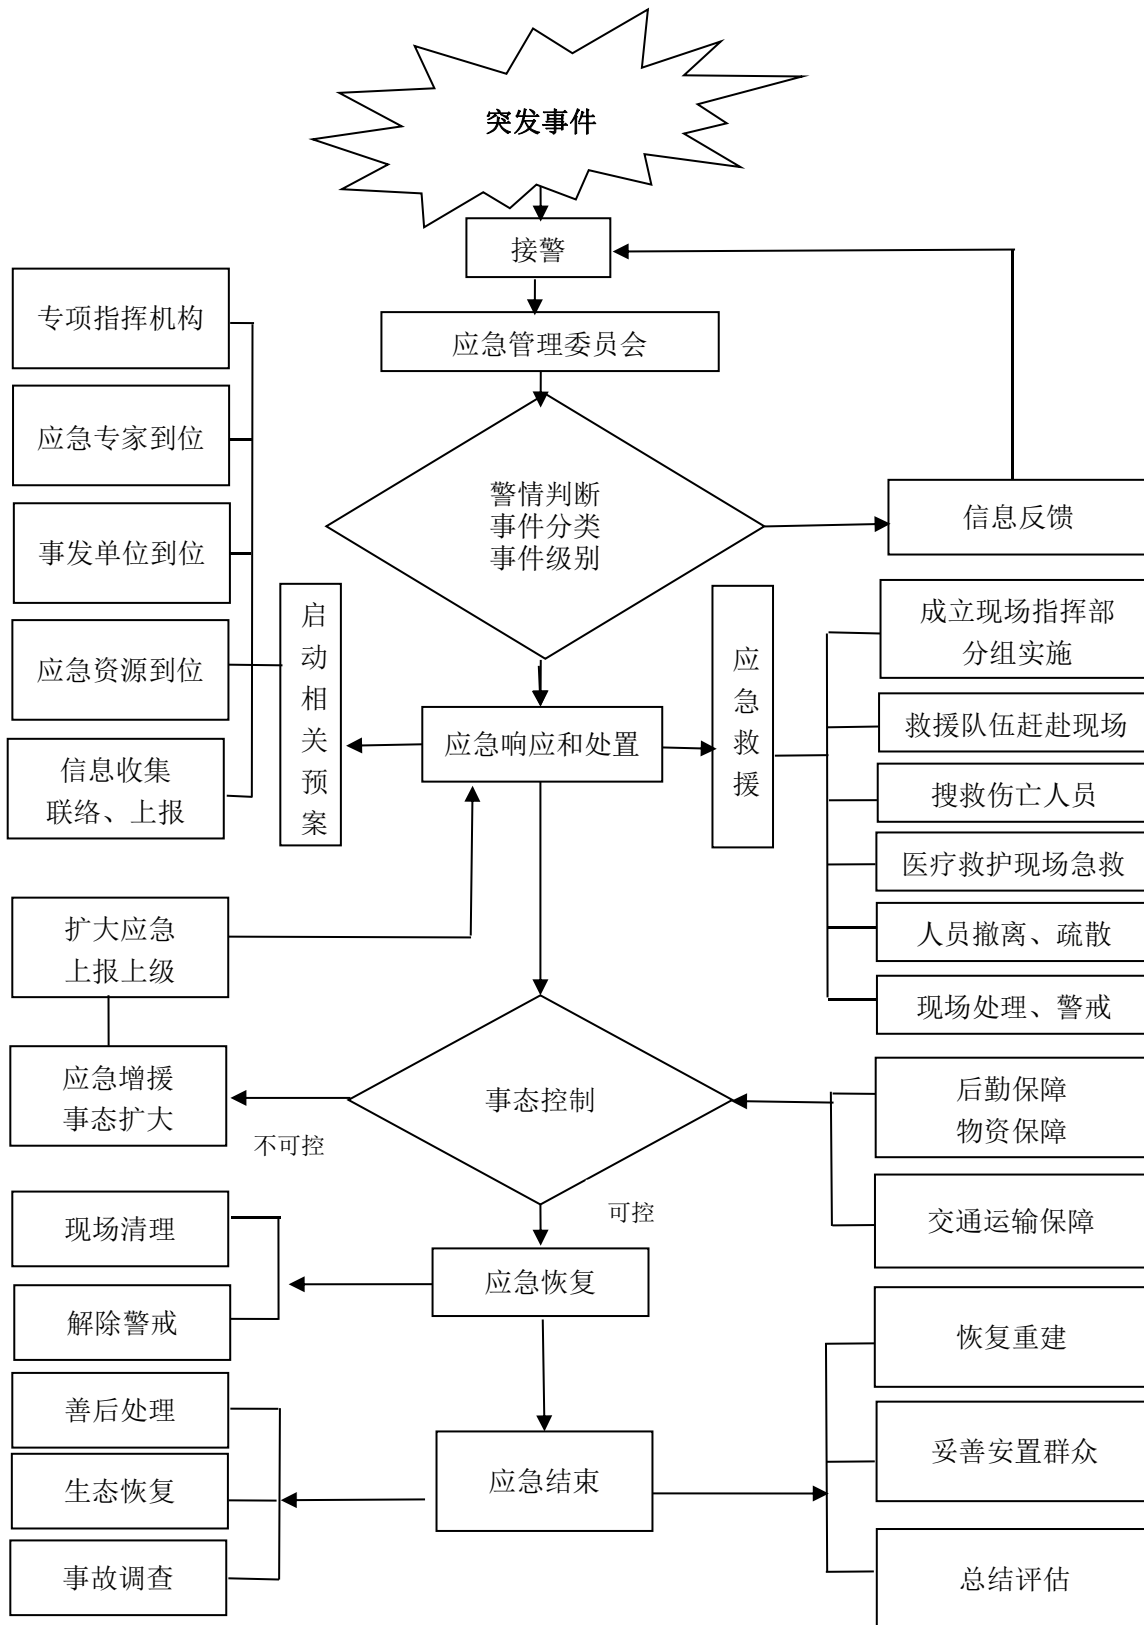 突发事件
接警
应急管理委员会
警情判断
事件分类
事件级别
信息反馈
专项指挥机构
应急专家到位
事发单位到位
应急资源到位
信息收集
联络、上报
启动相关预案
应急响应和处置
应急救援
成立现场指挥部
分组实施
救援队伍赶赴现场
搜救伤亡人员
医疗救护现场急救
人员撤离、疏散
现场处理、警戒
扩大应急
上报上级
应急增援
事态扩大
不可控
事态控制
后勤保障
物资保障
交通运输保障
可控
现场清理
解除警戒
应急恢复
善后处理
生态恢复
事故调查
应急结束
恢复重建
妥善安置群众
总结评估